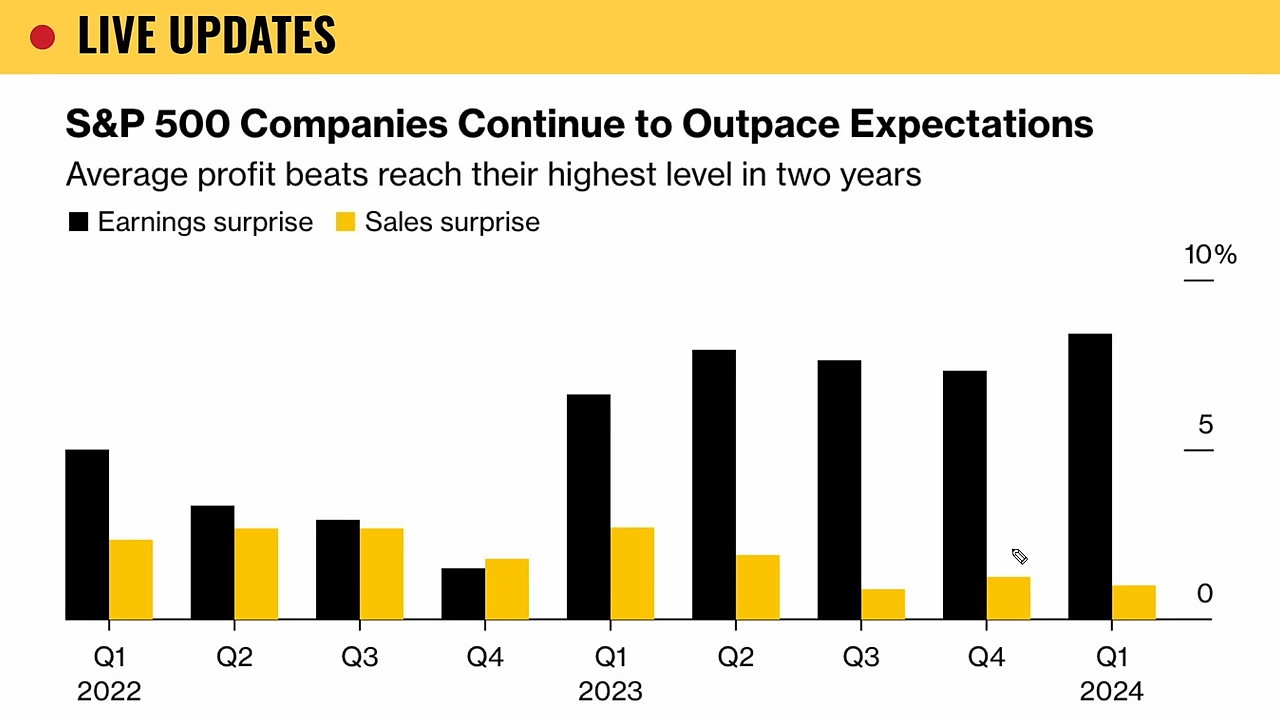 LIVE UPDATES
S&P 500 Companies Continue to Outpace Expectations
Average profit beats reach their highest level in two years
Earnings surprise Sales surprise
10%
5
0
Q1 Q2 Q3 Q4 Q1 Q2 Q3 Q4 Q1
2022 2023 2024